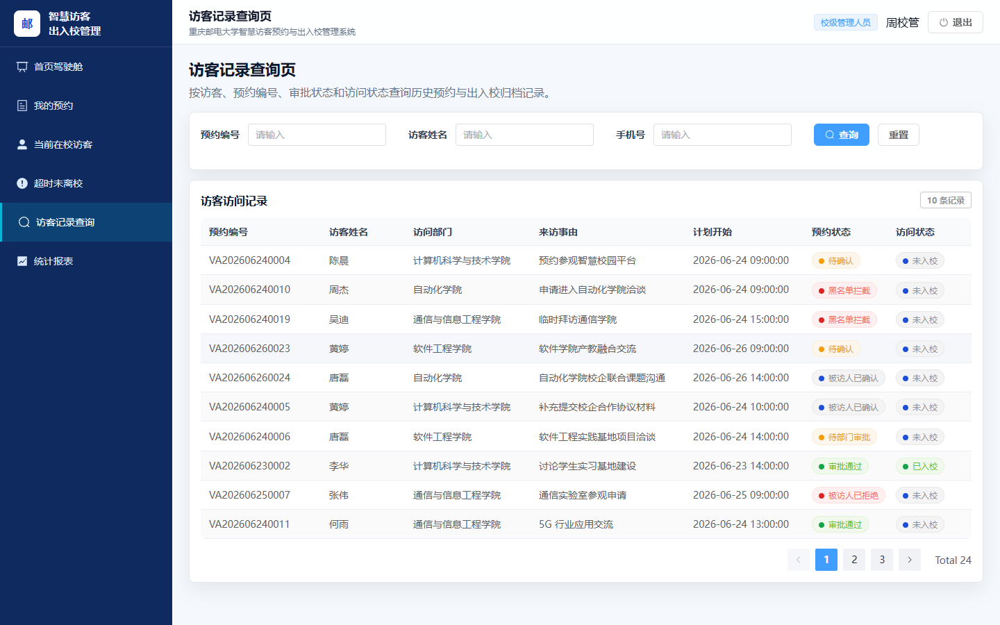 邮
智慧访客
出入校管理
首页驾驶舱
我的预约
当前在校访客
超时未离校
访客记录查询
统计报表
访客记录查询页
重庆邮电大学智慧访客预约与出入校管理系统
校级管理人员 周校管 退出
访客记录查询页
按访客、预约编号、审批状态和访问状态查询历史预约与出入校归档记录。
预约编号 请输入 访客姓名 请输入 手机号 请输入 查询 重置
访客访问记录 10 条记录
预约编号 访客姓名 访问部门 来访事由 计划开始 预约状态 访问状态
VA202606240004 陈晨 计算机科学与技术学院 预约参观智慧校园平台 2026-06-24 09:00:00 待确认 未入校
VA202606240010 周杰 自动化学院 申请进入自动化学院洽谈 2026-06-24 09:00:00 黑名单拦截 未入校
VA202606240019 吴迪 通信与信息工程学院 临时拜访通信学院 2026-06-24 15:00:00 黑名单拦截 未入校
VA202606260023 黄婷 软件工程学院 软件学院产教融合交流 2026-06-26 09:00:00 待确认 未入校
VA202606260024 唐磊 自动化学院 自动化学院校企联合课题沟通 2026-06-26 14:00:00 被访人已确认 未入校
VA202606240005 黄婷 计算机科学与技术学院 补充提交校企合作协议材料 2026-06-24 10:00:00 被访人已确认 未入校
VA202606240006 唐磊 软件工程学院 软件工程实践基地项目洽谈 2026-06-24 14:00:00 待部门审批 未入校
VA202606230002 李华 计算机科学与技术学院 讨论学生实习基地建设 2026-06-23 14:00:00 审批通过 已入校
VA202606250007 张伟 通信与信息工程学院 通信实验室参观申请 2026-06-25 09:00:00 被访人已拒绝 未入校
VA202606240011 何雨 通信与信息工程学院 5G 行业应用交流 2026-06-24 13:00:00 审批通过 未入校
1 2 3 Total 24